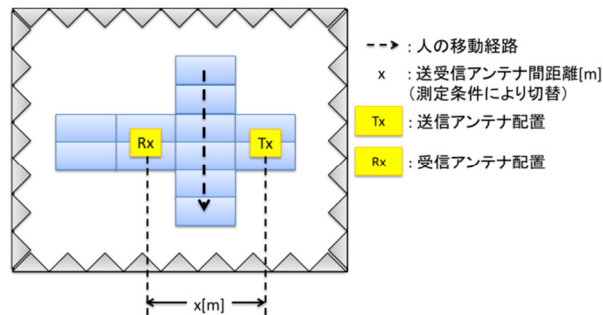 : 人の移動経路
x : 送受信アンテナ間距離[m]
（測定条件により切替）
Tx : 送信アンテナ配置
Rx : 受信アンテナ配置
Rx
Tx
x[m]